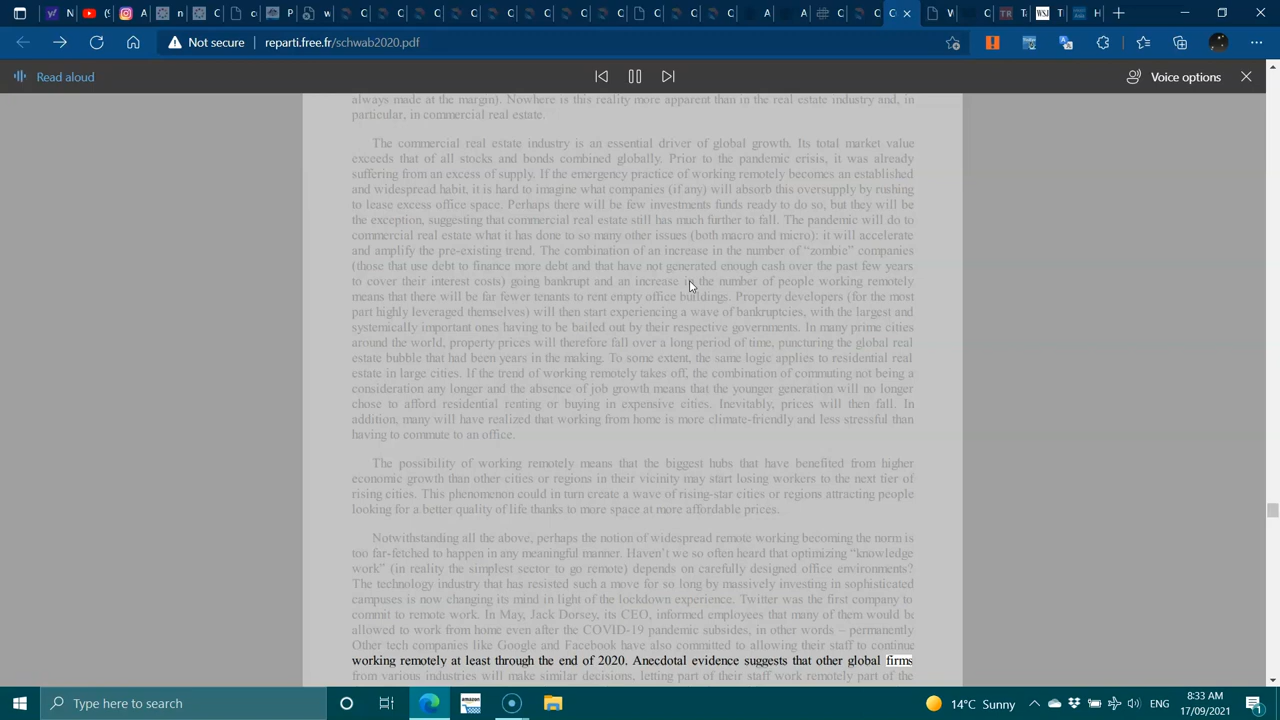 Not secure
reparti.free.fr/schwab2020.pdf
Read aloud
Voice options
always made at the margin). Nowhere is this reality more apparent than in the real estate industry and, in
particular, in commercial real estate.
The commercial real estate industry is an essential driver of global growth. Its total market value
exceeds that of all stocks and bonds combined globally. Prior to the pandemic crisis, it was already
suffering from an excess of supply. If the emergency practice of working remotely becomes an established
and widespread habit, it is hard to imagine what companies (if any) will absorb this oversupply by rushing
to lease excess office space. Perhaps there will be few investments funds ready to do so, but they will be
the exception, suggesting that commercial real estate still has much further to fall. The pandemic will do to
commercial real estate what it has done to so many other issues (both macro and micro): it will accelerate
and amplify the pre-existing trend. The combination of an increase in the number of “zombie” companies
(those that use debt to finance more debt and that have not generated enough cash over the past few years
to cover their interest costs) going bankrupt and an increase in the number of people working remotely
means that there will be far fewer tenants to rent empty office buildings. Property developers (for the most
part highly leveraged themselves) will then start experiencing a wave of bankruptcies, with the largest and
systemically important ones having to be bailed out by their respective governments. In many prime cities
around the world, property prices will therefore fall over a long period of time, puncturing the global real
estate bubble that had been years in the making. To some extent, the same logic applies to residential real
estate in large cities. If the trend of working remotely takes off, the combination of commuting not being a
consideration any longer and the absence of job growth means that the younger generation will no longer
chose to afford residential renting or buying in expensive cities. Inevitably, prices will then fall. In
addition, many will have realized that working from home is more climate-friendly and less stressful than
having to commute to an office.
The possibility of working remotely means that the biggest hubs that have benefited from higher
economic growth than other cities or regions in their vicinity may start losing workers to the next tier of
rising cities. This phenomenon could in turn create a wave of rising-star cities or regions attracting people
looking for a better quality of life thanks to more space at more affordable prices.
Notwithstanding all the above, perhaps the notion of widespread remote working becoming the norm is
too far-fetched to happen in any meaningful manner. Haven’t we so often heard that optimizing “knowledge
work” (in reality the simplest sector to go remote) depends on carefully designed office environments?
The technology industry that has resisted such a move for so long by massively investing in sophisticated
campuses is now changing its mind in light of the lockdown experience. Twitter was the first company to
commit to remote work. In May, Jack Dorsey, its CEO, informed employees that many of them would be
allowed to work from home even after the COVID-19 pandemic subsides, in other words – permanently
Other tech companies like Google and Facebook have also committed to allowing their staff to continue
working remotely at least through the end of 2020. Anecdotal evidence suggests that other global firms
from various industries will make similar decisions, letting part of their staff work remotely part of the
Type here to search
amazon
14°C Sunny
ENG
8:33 AM
17/09/2021